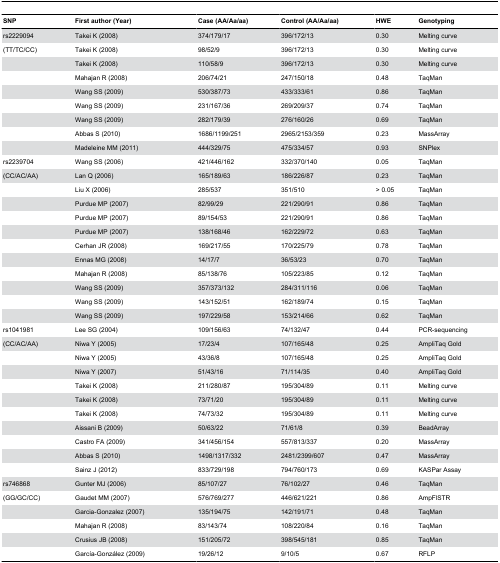 SNP First author (Year) Case (AA/Aa/aa) Control (AA/Aa/aa) HWE Genotyping
rs2229094 Takei K (2008) 374/179/17 396/172/13 0.30 Melting curve
(TT/TC/CC) Takei K (2008) 98/52/9 396/172/13 0.30 Melting curve
Takei K (2008) 110/58/9 396/172/13 0.30 Melting curve
Mahajan R (2008) 206/74/21 247/150/18 0.48 TaqMan
Wang SS (2009) 530/387/73 433/333/61 0.86 TaqMan
Wang SS (2009) 231/167/36 269/209/37 0.74 TaqMan
Wang SS (2009) 282/179/39 276/160/26 0.69 TaqMan
Abbas S (2010) 1686/1199/251 2965/2153/359 0.23 MassArray
Madeleine MM (2011) 444/329/75 475/334/57 0.93 SNPlex
rs2239704 Wang SS (2006) 421/446/162 332/370/140 0.05 TaqMan
(CC/AC/AA) Lan Q (2006) 165/189/63 186/226/87 0.23 TaqMan
Liu X (2006) 285/537 351/510 > 0.05 TaqMan
Purdue MP (2007) 82/99/29 221/290/91 0.86 TaqMan
Purdue MP (2007) 89/154/53 221/290/91 0.86 TaqMan
Purdue MP (2007) 138/168/46 162/229/72 0.63 TaqMan
Cerhan JR (2008) 169/217/55 170/225/79 0.78 TaqMan
Ennas MG (2008) 14/17/7 36/53/23 0.70 TaqMan
Mahajan R (2008) 85/138/76 105/223/85 0.12 TaqMan
Wang SS (2009) 357/373/132 284/311/116 0.06 TaqMan
Wang SS (2009) 143/152/51 162/189/74 0.15 TaqMan
Wang SS (2009) 197/229/58 153/214/66 0.62 TaqMan
rs1041981 Lee SG (2004) 109/156/63 74/132/47 0.44 PCR-sequencing
(CC/AC/AA) Niwa Y (2005) 17/23/4 107/165/48 0.25 AmpliTaq Gold
Niwa Y (2005) 43/36/8 107/165/48 0.25 AmpliTaq Gold
Niwa Y (2007) 51/43/16 71/114/35 0.40 AmpliTaq Gold
Takei K (2008) 211/280/87 195/304/89 0.11 Melting curve
Takei K (2008) 73/71/20 195/304/89 0.11 Melting curve
Takei K (2008) 74/73/32 195/304/89 0.11 Melting curve
Aissani B (2009) 50/63/22 71/61/8 0.39 BeadArray
Castro FA (2009) 341/456/154 557/813/337 0.20 MassArray
Abbas S (2010) 1498/1317/332 2481/2399/607 0.47 MassArray
Sainz J (2012) 833/729/198 794/760/173 0.69 KASPar Assay
rs746868 Gunter MJ (2006) 85/107/27 76/102/27 0.46 TaqMan
(GG/GC/CC) Gaudet MM (2007) 576/769/277 446/621/221 0.86 AmpFlSTR
Garcia-Gonzalez (2007) 135/194/75 142/191/71 0.48 TaqMan
Mahajan R (2008) 83/143/74 108/220/84 0.16 TaqMan
Crusius JB (2008) 151/205/72 398/545/181 0.85 TaqMan
García-González (2009) 19/26/12 9/10/5 0.67 RFLP